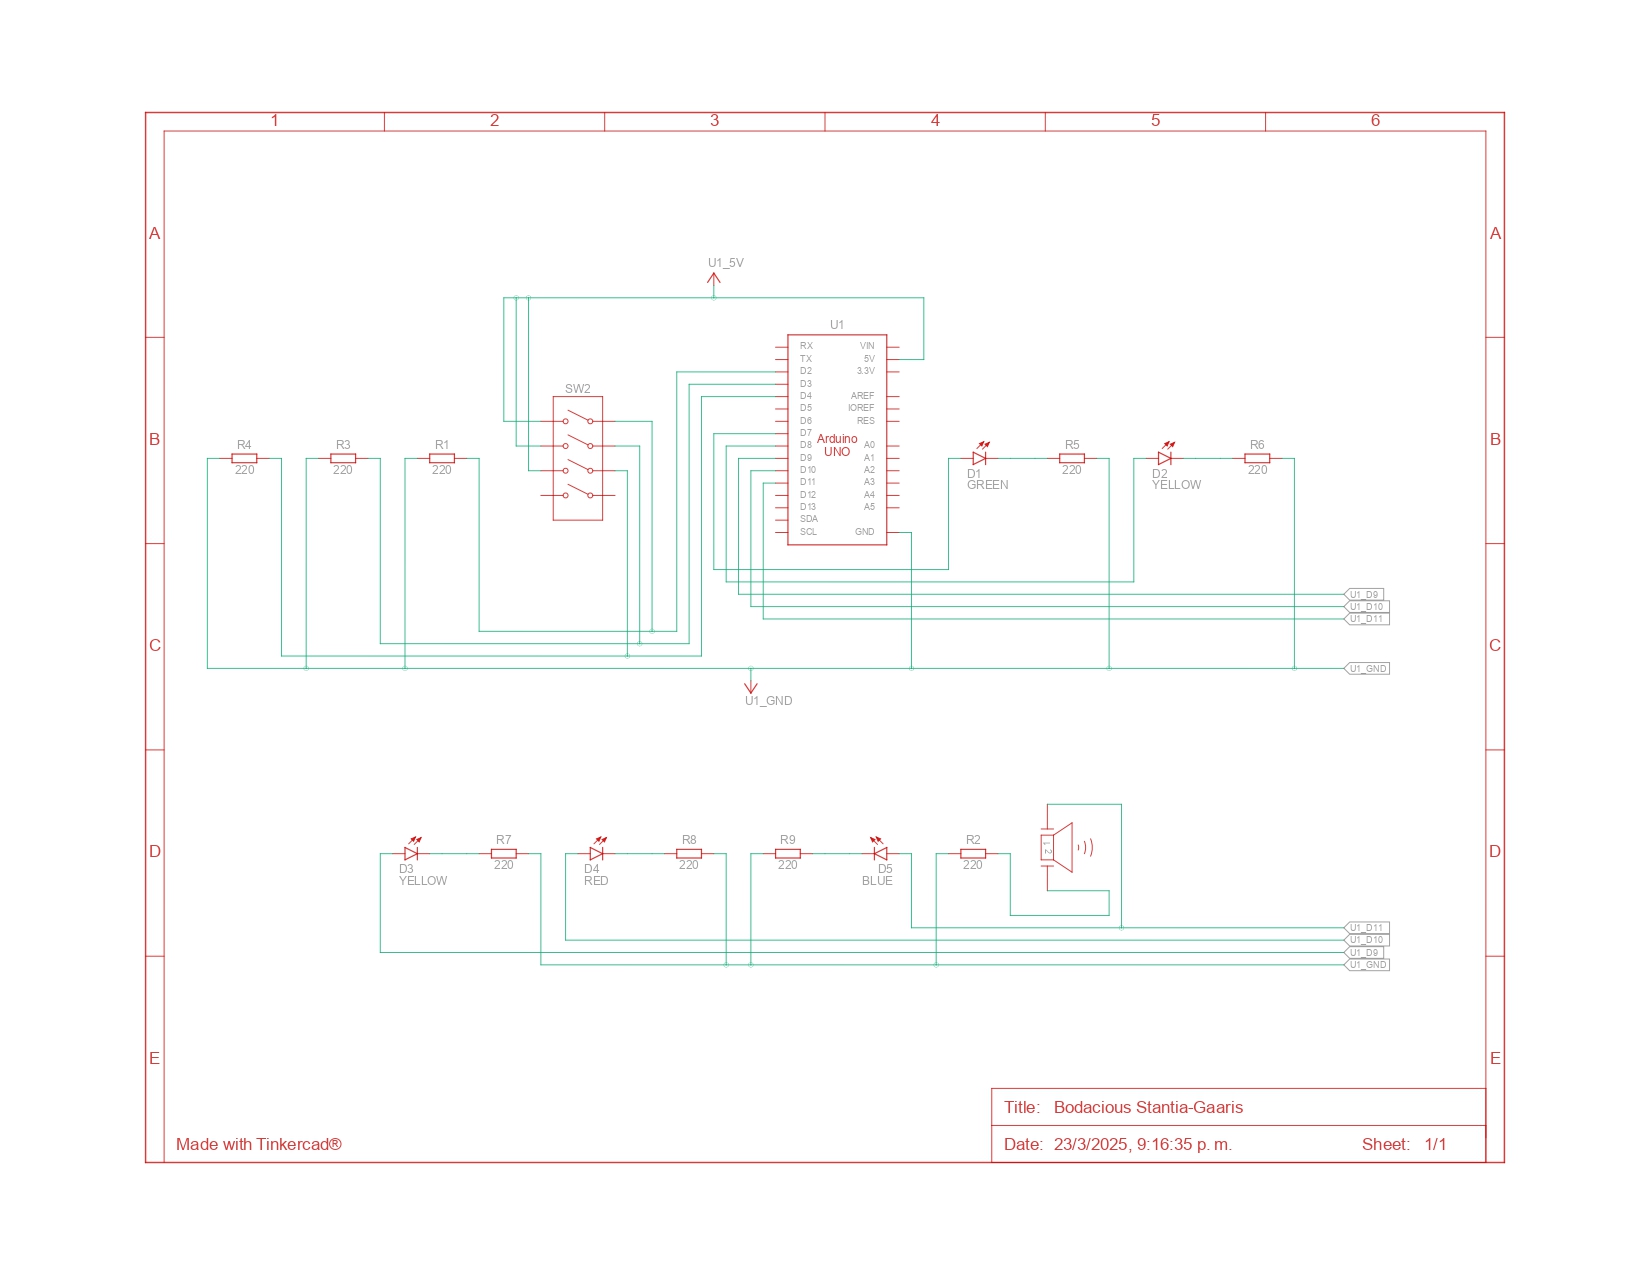 1 2 3 4 5 6
A A
U1_5V
U1
RX VIN
TX 5V
D2 3.3V
D3
SW2
D4 AREF
D5 IOREF
D6 RES
D7
B Arduino B
UNO
D8 A0
D9 A1
D10 A2
D11 A3
D12 A4
D13 A5
SDA
SCL GND
R4 R3 R1 R5 R6
220 220 220 220 220
D1 D2
GREEN YELLOW
U1_D9
U1_D10
U1_D11
C C
U1_GND
U1_GND
R7 R8 R9 R2
D 1 2 D
220 220 220 220
D3 D4 D5
YELLOW RED BLUE
U1_D11
U1_D10
U1_D9
U1_GND
E E
Title: Bodacious Stantia-Gaaris
Made with Tinkercad® Date: 23/3/2025, 9:16:35 p. m. Sheet: 1/1